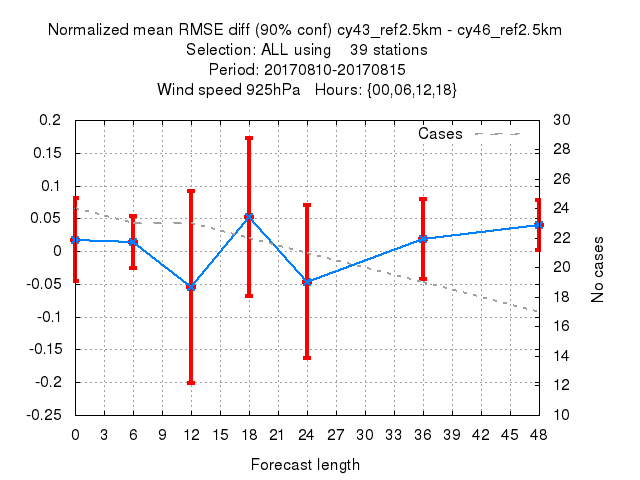 Normalized mean RMSE diff (90% conf) cy43_ref2.5km - cy46_ref2.5km
Selection: ALL using 39 stations
Period: 20170810-20170815
Wind speed 925hPa Hours: {00,06,12,18}
Cases
0.2
0.15
0.1
0.05
0
-0.05
-0.1
-0.15
-0.2
-0.25
30
28
26
24
22
20
18
16
14
12
10
No cases
0 3 6 9 12 15 18 21 24 27 30 33 36 39 42 45 48
Forecast length